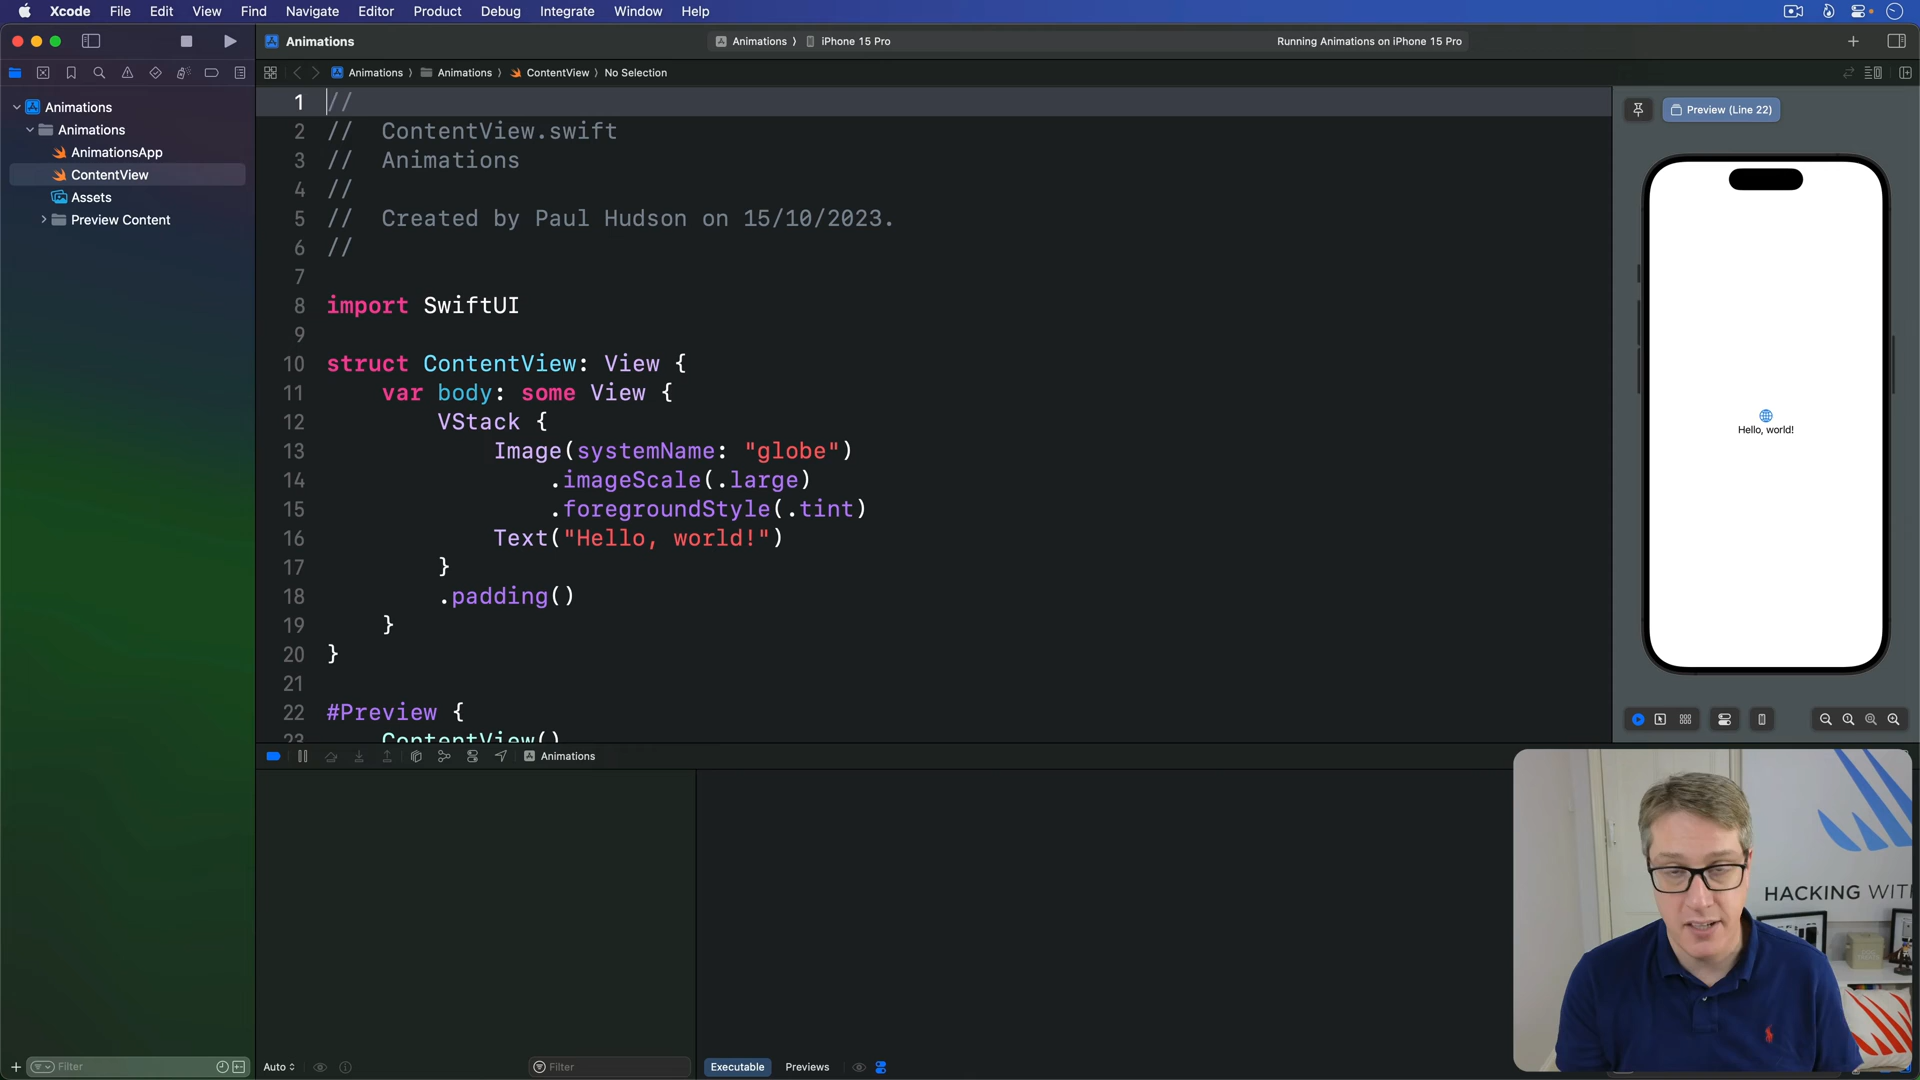 Xcode File Edit View Find Navigate Editor Product Debug Integrate Window Help
Animations
Animations 〉 iPhone 15 Pro
Running Animations on iPhone 15 Pro
Animations 〉 Animations 〉 ContentView 〉 No Selection
Animations
Animations
AnimationsApp
ContentView
Assets
Preview Content
1 //
2 //  ContentView.swift
3 //  Animations
4 //
5 //  Created by Paul Hudson on 15/10/2023.
6 //
7
8 import SwiftUI
9
10 struct ContentView: View {
11     var body: some View {
12         VStack {
13             Image(systemName: "globe")
14                 .imageScale(.large)
15                 .foregroundStyle(.tint)
16             Text("Hello, world!")
17         }
18         .padding()
19     }
20 }
21
22 #Preview {
23     ContentView()
Preview (Line 22)
Hello, world!
Animations
HACKING WIT
Filter
Auto
Filter
Executable
Previews